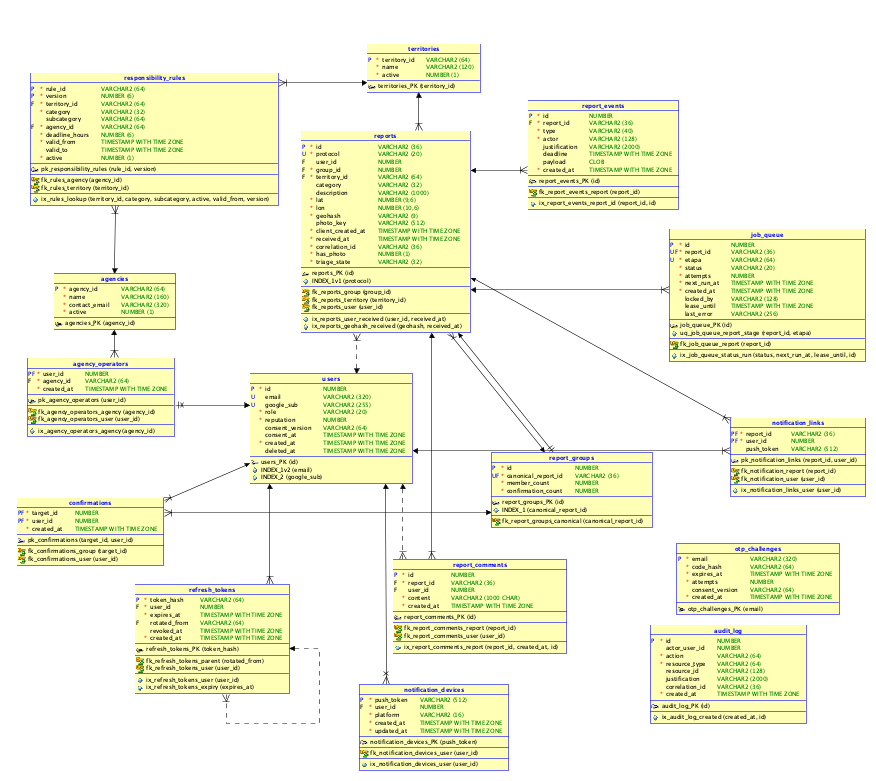 territories
P * territory_id VARCHAR2 (64)
* name VARCHAR2 (120)
* active NUMBER (1)
territories_PK (territory_id)
responsibility_rules
P * rule_id VARCHAR2 (64)
P * version NUMBER (6)
F * territory_id VARCHAR2 (64)
* category VARCHAR2 (32)
subcategory VARCHAR2 (64)
F * agency_id VARCHAR2 (64)
* deadline_hours NUMBER (6)
* valid_from TIMESTAMP WITH TIME ZONE
valid_to TIMESTAMP WITH TIME ZONE
* active NUMBER (1)
pk_responsibility_rules (rule_id, version)
fk_rules_agency (agency_id)
fk_rules_territory (territory_id)
ix_rules_lookup (territory_id, category, subcategory, active, valid_from, version)
report_events
P * id NUMBER
F * report_id VARCHAR2 (36)
* type VARCHAR2 (40)
* actor VARCHAR2 (128)
justification VARCHAR2 (2000)
deadline TIMESTAMP WITH TIME ZONE
payload CLOB
* created_at TIMESTAMP WITH TIME ZONE
report_events_PK (id)
fk_report_events_report (report_id)
ix_report_events_report_id (report_id, id)
reports
P * id VARCHAR2 (36)
U * protocol VARCHAR2 (20)
F user_id NUMBER
F * group_id NUMBER
F * territory_id VARCHAR2 (64)
category VARCHAR2 (32)
description VARCHAR2 (1000)
* lat NUMBER (9,6)
* lon NUMBER (10,6)
* geohash VARCHAR2 (9)
photo_key VARCHAR2 (512)
* client_created_at TIMESTAMP WITH TIME ZONE
* received_at TIMESTAMP WITH TIME ZONE
* correlation_id VARCHAR2 (36)
* has_photo NUMBER (1)
* triage_state VARCHAR2 (32)
reports_PK (id)
INDEX_1v1 (protocol)
fk_reports_group (group_id)
fk_reports_territory (territory_id)
fk_reports_user (user_id)
ix_reports_user_received (user_id, received_at)
ix_reports_geohash_received (geohash, received_at)
job_queue
P * id NUMBER
UF * report_id VARCHAR2 (36)
U * etapa VARCHAR2 (64)
* status VARCHAR2 (20)
* attempts NUMBER
* next_run_at TIMESTAMP WITH TIME ZONE
* created_at TIMESTAMP WITH TIME ZONE
locked_by VARCHAR2 (128)
lease_until TIMESTAMP WITH TIME ZONE
last_error VARCHAR2 (256)
job_queue_PK (id)
uq_job_queue_report_stage (report_id, etapa)
fk_job_queue_report (report_id)
ix_job_queue_status_run (status, next_run_at, lease_until, id)
agencies
P * agency_id VARCHAR2 (64)
* name VARCHAR2 (160)
* contact_email VARCHAR2 (320)
* active NUMBER (1)
agencies_PK (agency_id)
agency_operators
PF * user_id NUMBER
F * agency_id VARCHAR2 (64)
* created_at TIMESTAMP WITH TIME ZONE
pk_agency_operators (user_id)
fk_agency_operators_agency (agency_id)
fk_agency_operators_user (user_id)
ix_agency_operators_agency (agency_id)
users
P * id NUMBER
U email VARCHAR2 (320)
U google_sub VARCHAR2 (255)
* role VARCHAR2 (20)
* reputation NUMBER
consent_version VARCHAR2 (64)
consent_at TIMESTAMP WITH TIME ZONE
* created_at TIMESTAMP WITH TIME ZONE
deleted_at TIMESTAMP WITH TIME ZONE
users_PK (id)
INDEX_1v2 (email)
INDEX_2 (google_sub)
notification_links
PF * report_id VARCHAR2 (36)
PF * user_id NUMBER
push_token VARCHAR2 (512)
pk_notification_links (report_id, user_id)
fk_notification_report (report_id)
fk_notification_user (user_id)
ix_notification_links_user (user_id)
report_groups
P * id NUMBER
UF * canonical_report_id VARCHAR2 (36)
* member_count NUMBER
* confirmation_count NUMBER
report_groups_PK (id)
INDEX_1 (canonical_report_id)
fk_report_groups_canonical (canonical_report_id)
confirmations
PF * target_id NUMBER
PF * user_id NUMBER
* created_at TIMESTAMP WITH TIME ZONE
pk_confirmations (target_id, user_id)
fk_confirmations_group (target_id)
fk_confirmations_user (user_id)
otp_challenges
P * email VARCHAR2 (320)
* code_hash VARCHAR2 (64)
* expires_at TIMESTAMP WITH TIME ZONE
* attempts NUMBER
consent_version VARCHAR2 (64)
* created_at TIMESTAMP WITH TIME ZONE
otp_challenges_PK (email)
report_comments
P * id NUMBER
F * report_id VARCHAR2 (36)
F user_id NUMBER
* content VARCHAR2 (1000 CHAR)
* created_at TIMESTAMP WITH TIME ZONE
report_comments_PK (id)
fk_report_comments_report (report_id)
fk_report_comments_user (user_id)
ix_report_comments_report (report_id, created_at, id)
refresh_tokens
P * token_hash VARCHAR2 (64)
F * user_id NUMBER
* expires_at TIMESTAMP WITH TIME ZONE
F rotated_from VARCHAR2 (64)
revoked_at TIMESTAMP WITH TIME ZONE
* created_at TIMESTAMP WITH TIME ZONE
refresh_tokens_PK (token_hash)
fk_refresh_tokens_parent (rotated_from)
fk_refresh_tokens_user (user_id)
ix_refresh_tokens_user (user_id)
ix_refresh_tokens_expiry (expires_at)
audit_log
P * id NUMBER
actor_user_id NUMBER
* action VARCHAR2 (64)
* resource_type VARCHAR2 (64)
resource_id VARCHAR2 (128)
justification VARCHAR2 (2000)
correlation_id VARCHAR2 (36)
* created_at TIMESTAMP WITH TIME ZONE
audit_log_PK (id)
ix_audit_log_created (created_at, id)
notification_devices
P * push_token VARCHAR2 (512)
F * user_id NUMBER
* platform VARCHAR2 (16)
* created_at TIMESTAMP WITH TIME ZONE
* updated_at TIMESTAMP WITH TIME ZONE
notification_devices_PK (push_token)
fk_notification_devices_user (user_id)
ix_notification_devices_user (user_id)